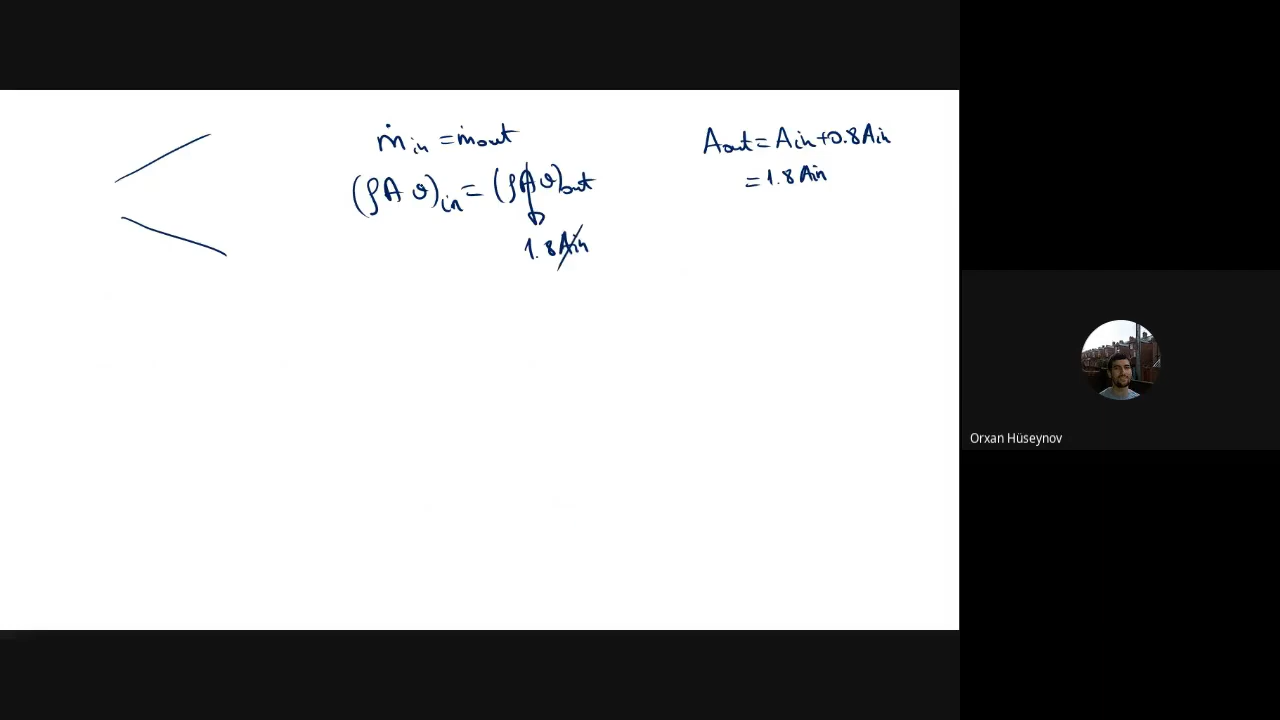 ṁin = ṁout
(ρAϑ)in = (ρAϑ)out
1.8Ain
Aout = Ain+0.8Ain
= 1.8Ain
Orxan Hüseynov